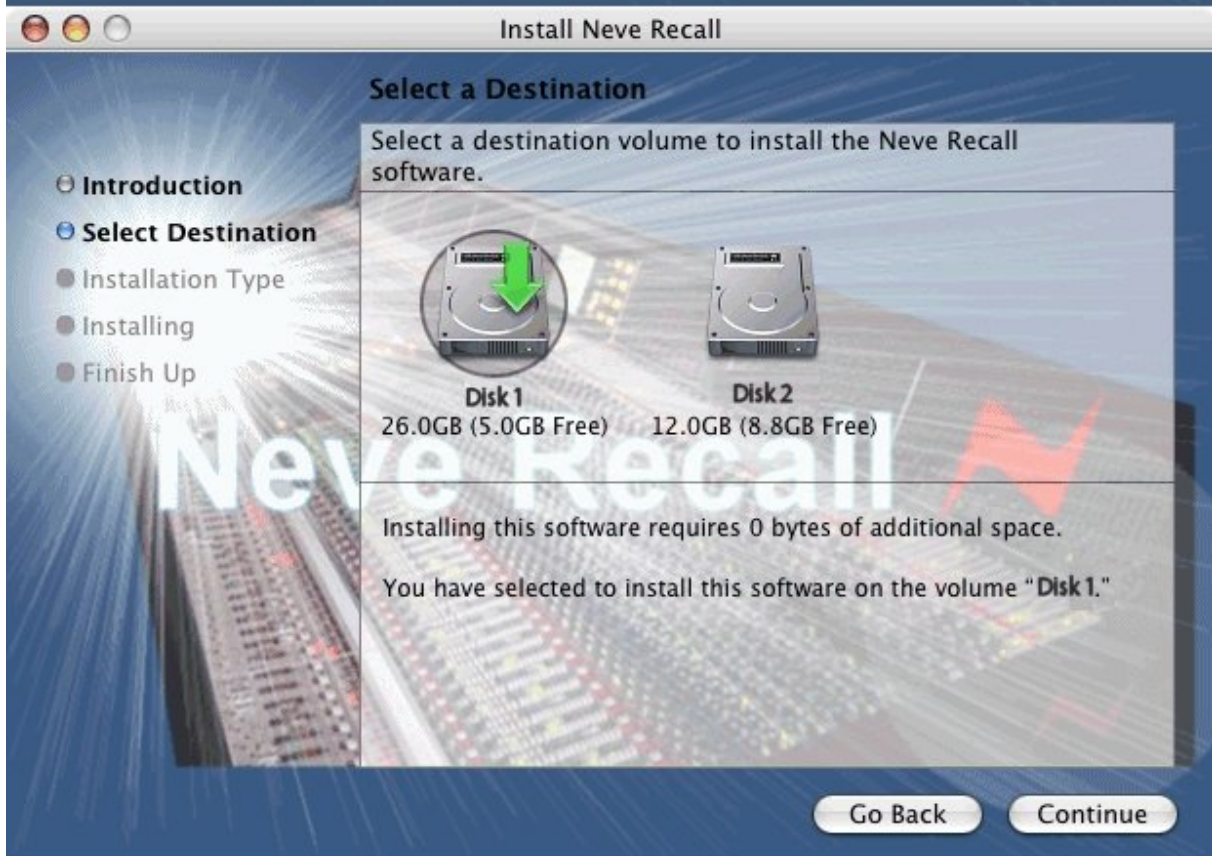 Install Neve Recall
Select a Destination
Select a destination volume to install the Neve Recall
software.
Introduction
Select Destination
Installation Type
Installing
Finish Up
Disk 1
26.0GB (5.0GB Free)
Disk 2
12.0GB (8.8GB Free)
Neve Recall
Installing this software requires 0 bytes of additional space.
You have selected to install this software on the volume “Disk 1.”
Go Back
Continue